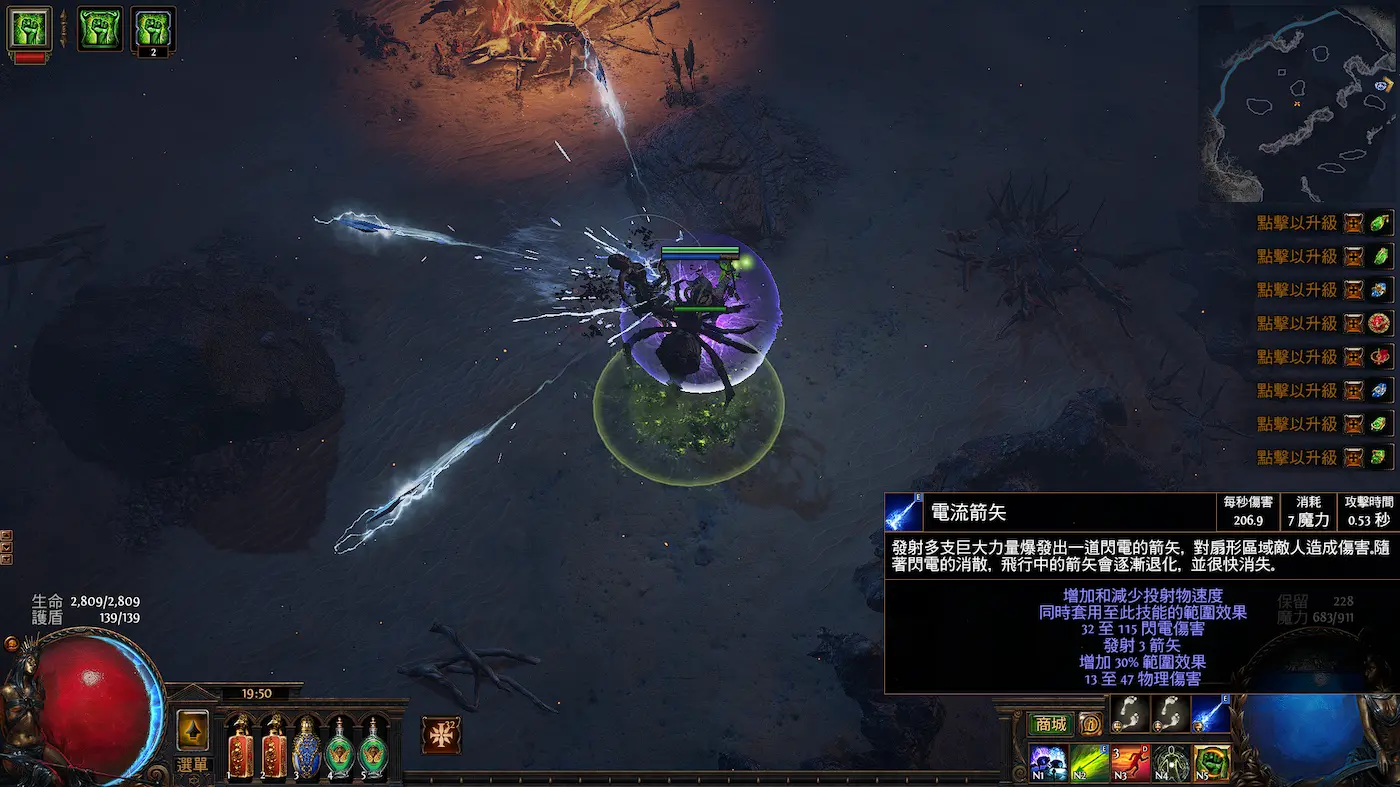 2
點擊以升級
點擊以升級
點擊以升級
點擊以升級
點擊以升級
點擊以升級
點擊以升級
點擊以升級
E
電流箭矢
每秒傷害
206.9
消耗
7 魔力
攻擊時間
0.53 秒
發射多支巨大力量爆發出一道閃電的箭矢，對扇形區域敵人造成傷害.隨
著閃電的消散，飛行中的箭矢會逐漸退化，並很快消失。
增加和減少投射物速度
同時套用至此技能的範圍效果
32 至 115 閃電傷害
發射 3 箭矢
增加 30% 範圍效果
13 至 47 物理傷害
保留 228
魔力 683/911
生命 2,809/2,809
護盾 139/139
19:50
選單
1 2 3 4 5
32
商城
E
N1 N2 E 3 N3 D N4 N5